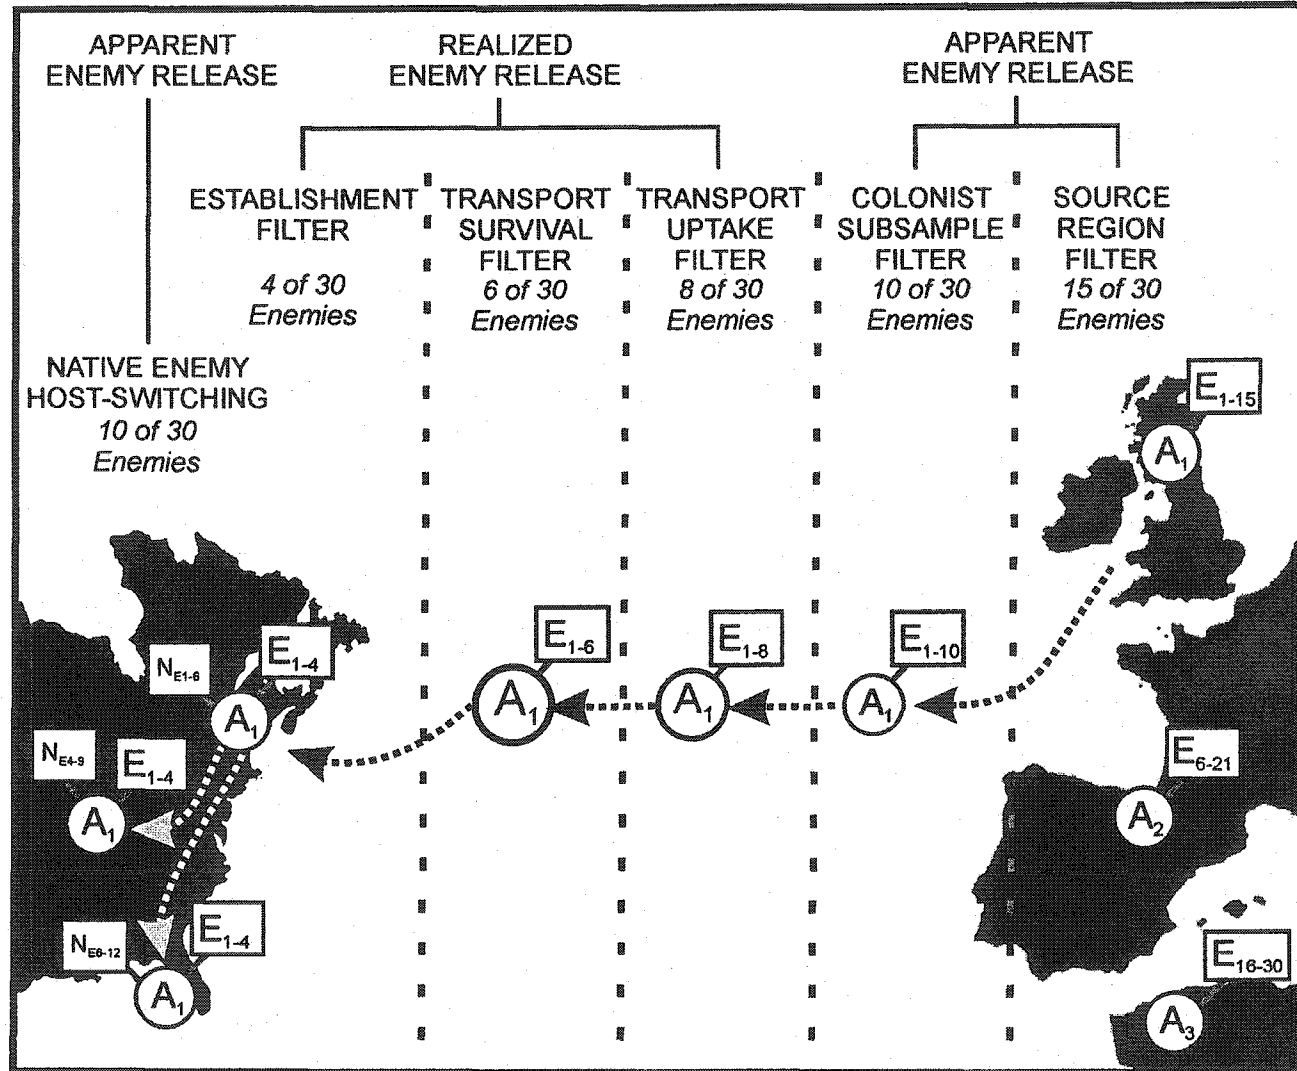 APPARENT
ENEMY RELEASE
REALIZED
ENEMY RELEASE
APPARENT
ENEMY RELEASE
ESTABLISHMENT
FILTER
4 of 30
Enemies
TRANSPORT
SURVIVAL
FILTER
6 of 30
Enemies
TRANSPORT
UPTAKE
FILTER
8 of 30
Enemies
COLONIST
SUBSAMPLE
FILTER
10 of 30
Enemies
SOURCE
REGION
FILTER
15 of 30
Enemies
NATIVE ENEMY
HOST-SWITCHING
10 of 30
Enemies
E1-15
A1
E1-6
A1
E1-8
A1
E1-10
A1
NE1-6
E1-4
A1
NE4-9
E1-4
A1
E6-21
A2
NE6-12
E1-4
A1
E16-30
A3